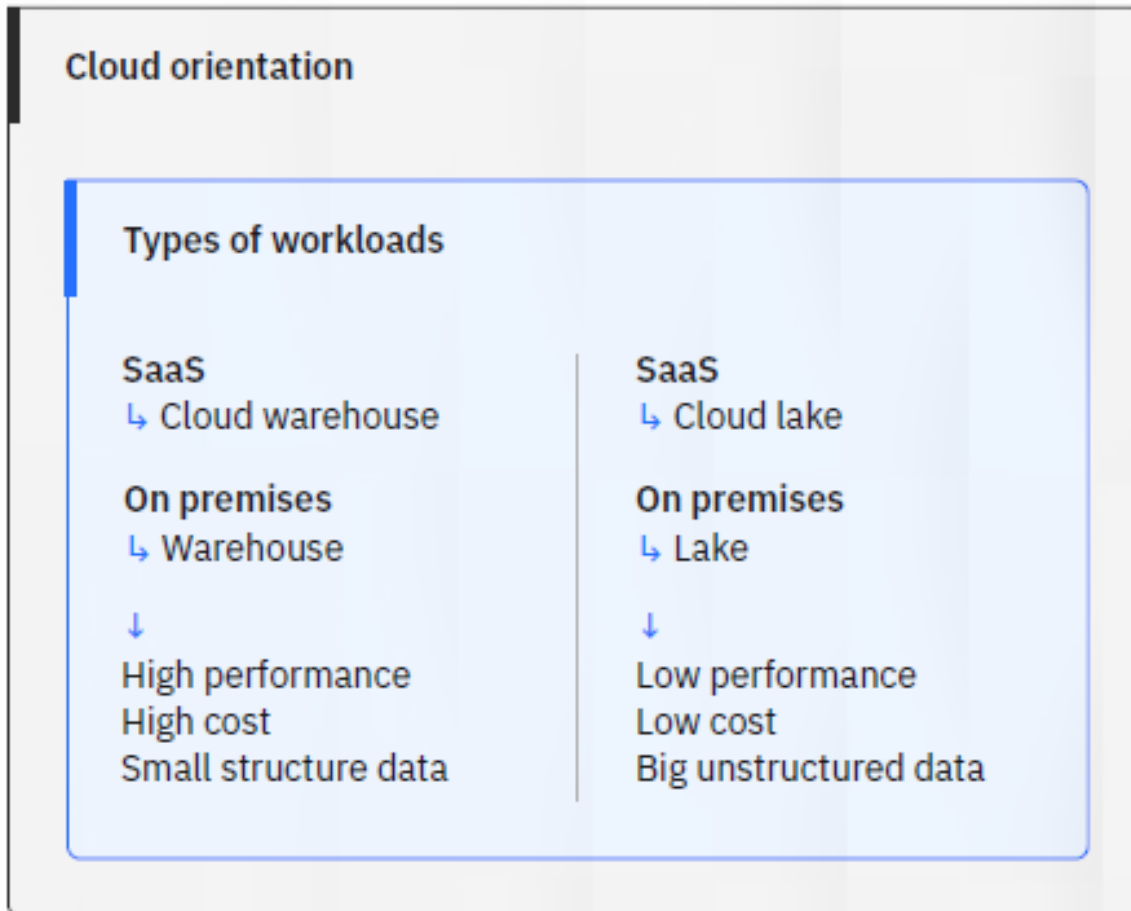 Cloud orientation
Types of workloads
SaaS
↳ Cloud warehouse
On premises
↳ Warehouse
↓
High performance
High cost
Small structure data
SaaS
↳ Cloud lake
On premises
↳ Lake
↓
Low performance
Low cost
Big unstructured data